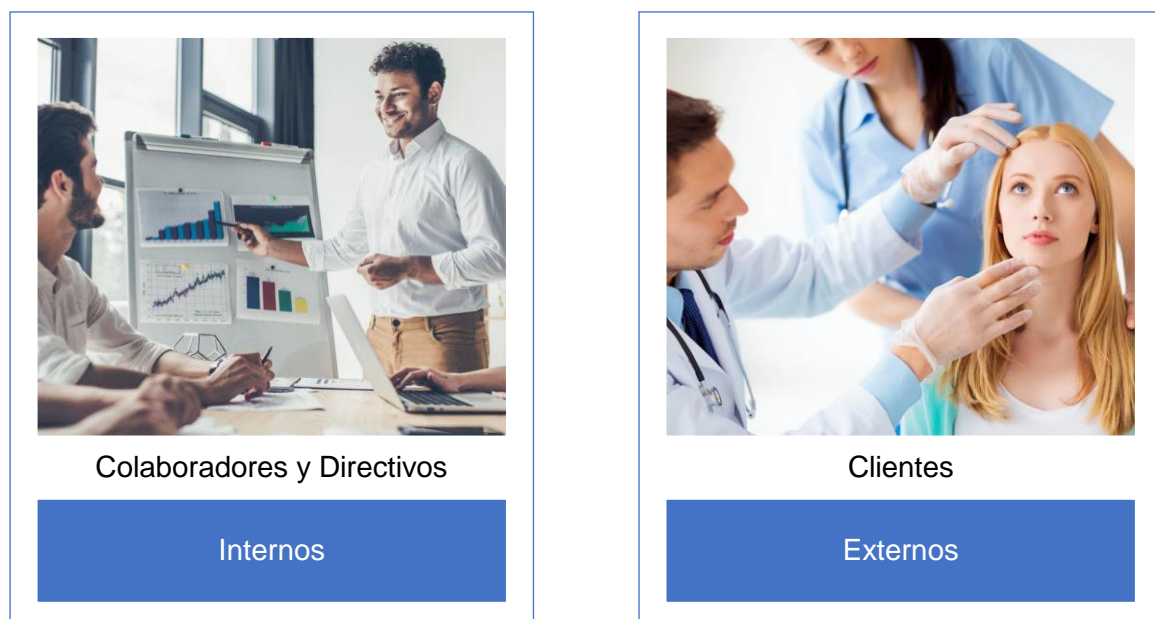 Colaboradores y Directivos
Internos
Clientes
Externos